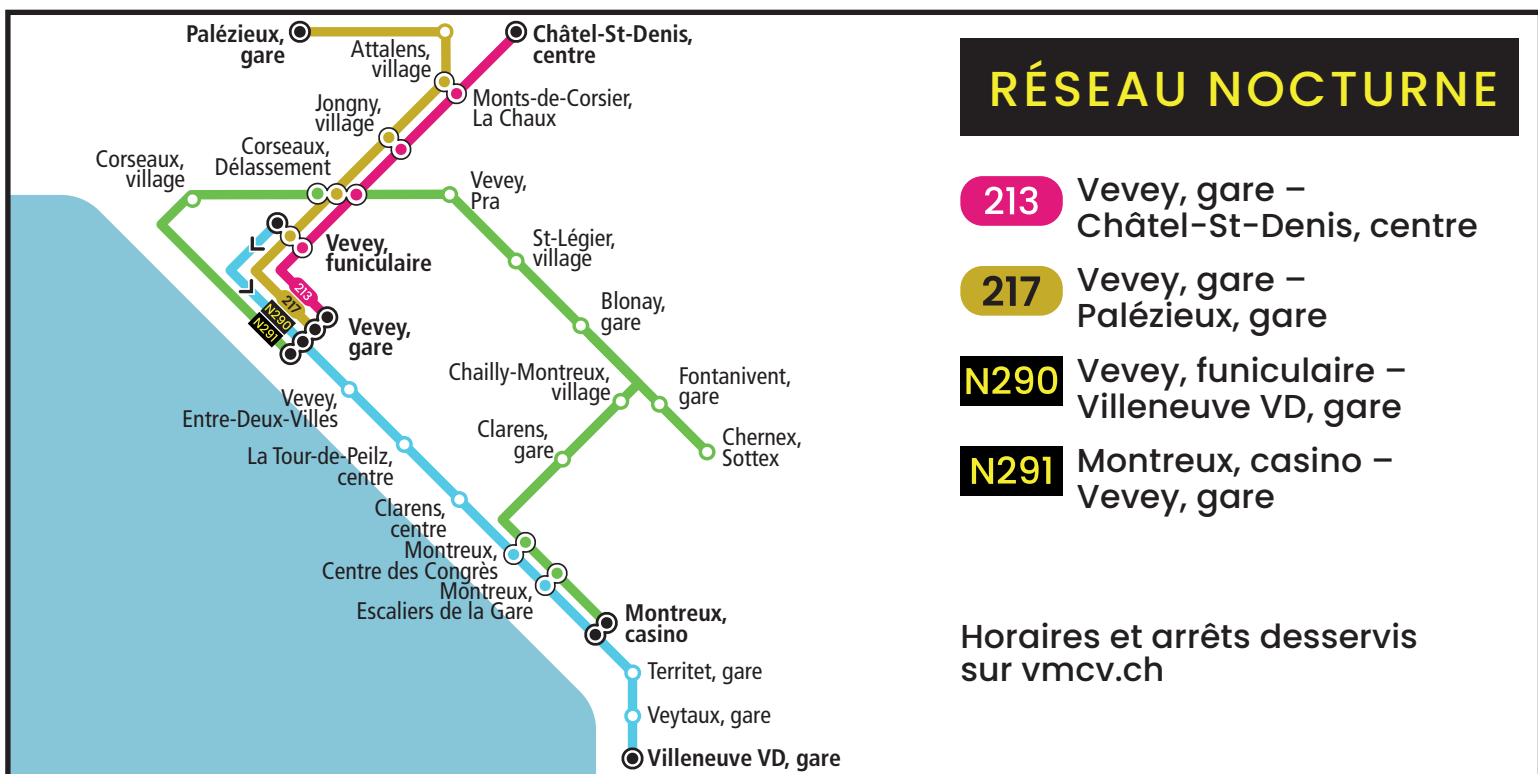 Palézieux,
gare
Attalens,
village
Châtel-St-Denis,
centre
Monts-de-Corsier,
La Chaux
Jongny,
village
Corseaux,
Délassement
Corseaux,
village
Vevey,
Pra
Vevey,
funiculaire
St-Légier,
village
213
217
N290
N291
Vevey,
gare
Blonay,
gare
Chailly-Montreux,
village
Fontanivent,
gare
Vevey,
Entre-Deux-Villes
Clarens,
gare
Chernex,
Sottex
La Tour-de-Peilz,
centre
Clarens,
centre
Montreux,
Centre des Congrès
Montreux,
Escaliers de la Gare
Montreux,
casino
Territet, gare
Veytaux, gare
Villeneuve VD, gare
RÉSEAU NOCTURNE
213 Vevey, gare –
Châtel-St-Denis, centre
217 Vevey, gare –
Palézieux, gare
N290 Vevey, funiculaire –
Villeneuve VD, gare
N291 Montreux, casino –
Vevey, gare
Horaires et arrêts desservis
sur vmcv.ch